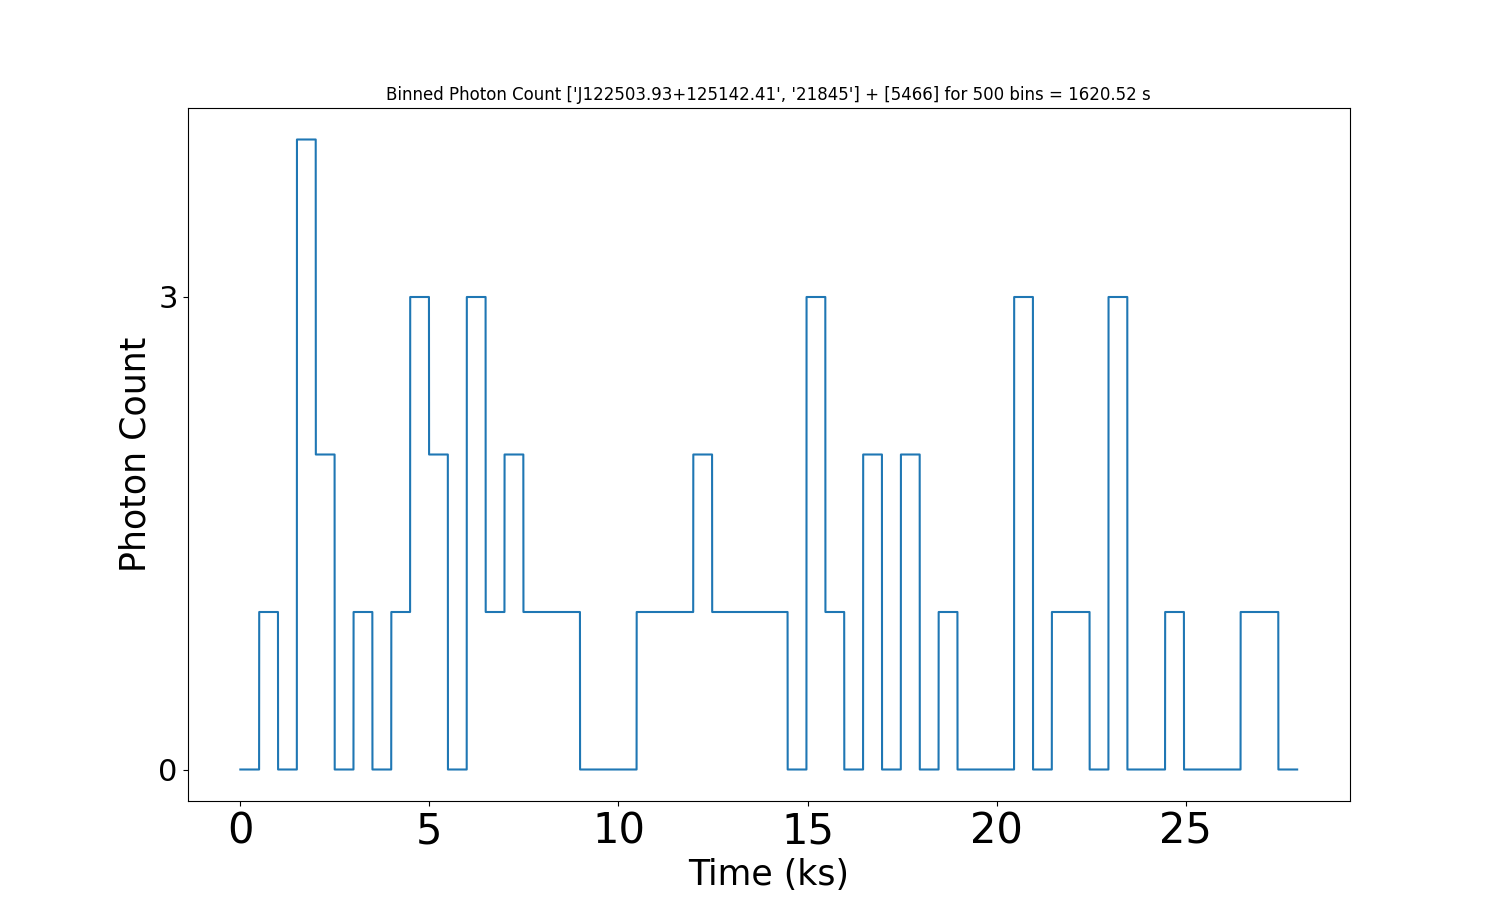 Binned Photon Count ['J122503.93+125142.41', '21845'] + [5466] for 500 bins = 1620.52 s
3
Photon Count
0
0 5 10 15 20 25
Time (ks)